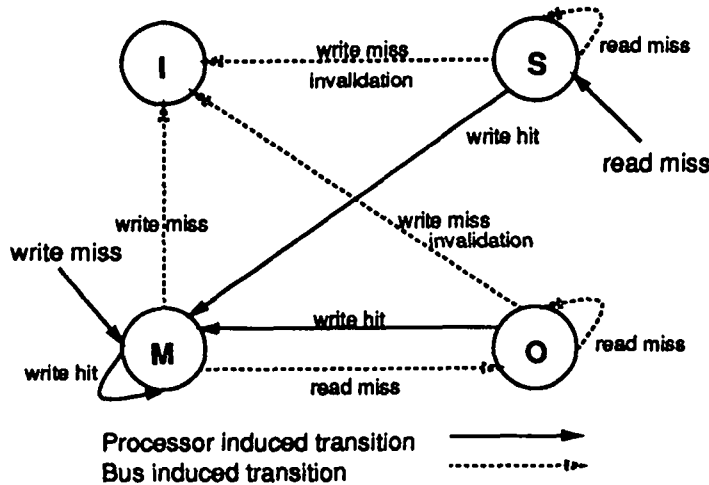 I
write miss
invalidation
S
read miss
write hit
read miss
write miss
write miss
invalidation
write miss
M
write hit
write hit
read miss
O
read miss
Processor induced transition
Bus induced transition